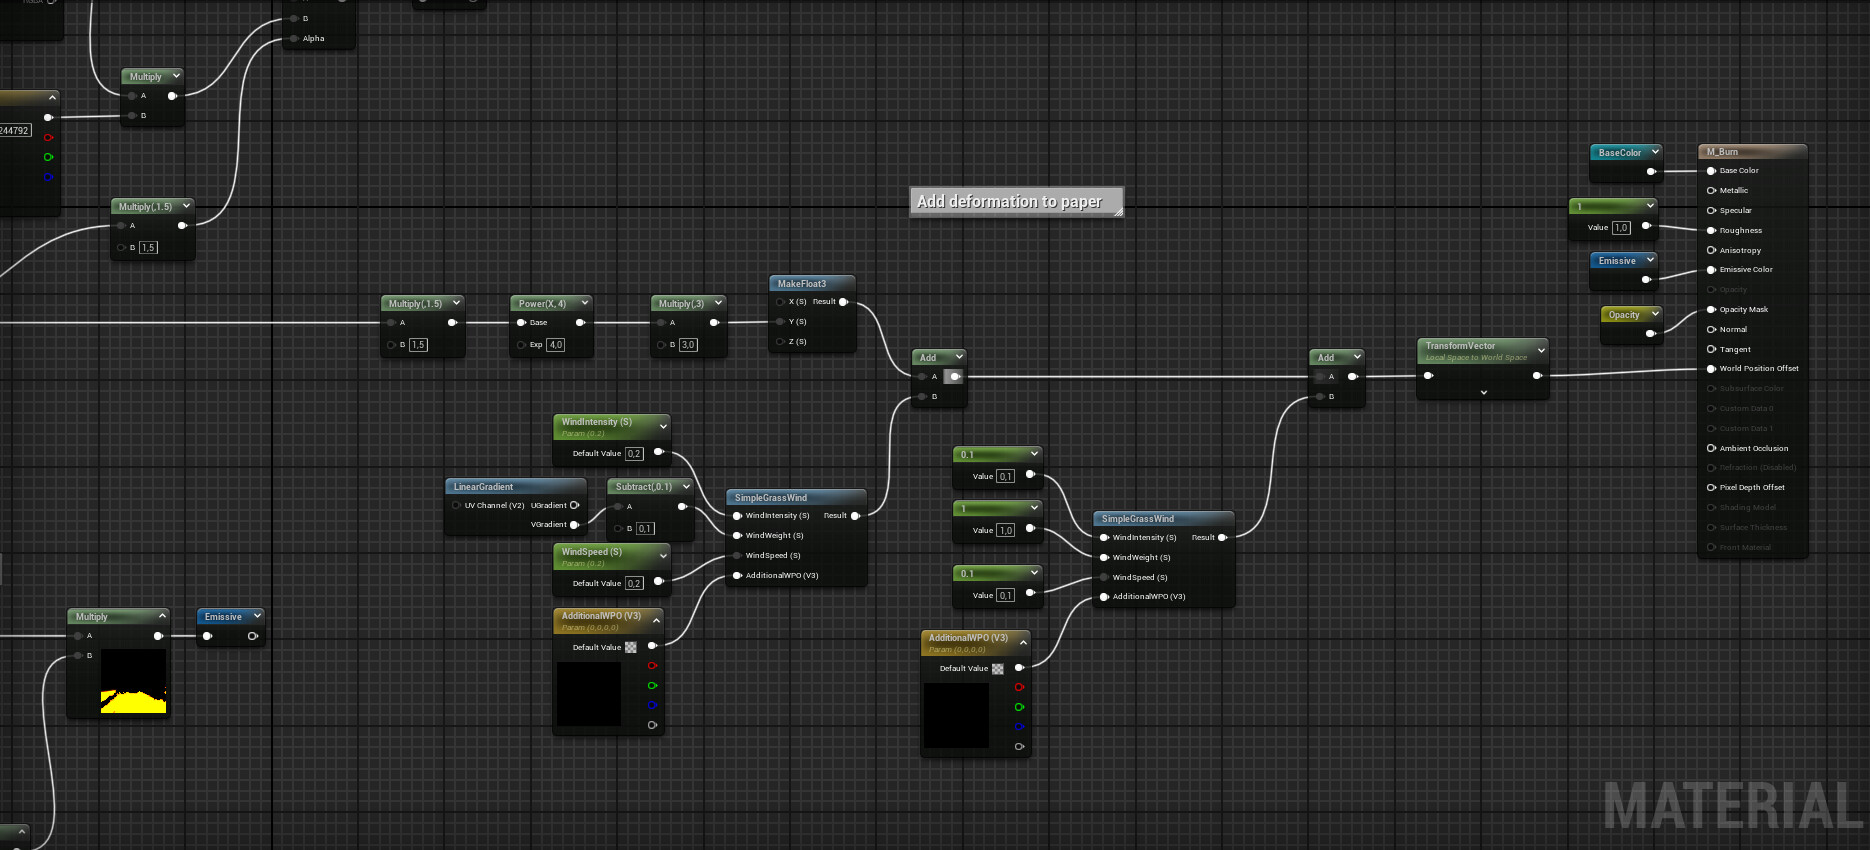 B
Alpha
Multiply
A
B
244792
Multiply(,1.5)
A
B 1,5
Add deformation to paper
BaseColor
M_Burn
Base Color
Metallic
1
Specular
Value 1,0
Roughness
Anisotropy
Emissive
Emissive Color
Opacity
Opacity
Opacity Mask
Normal
Tangent
World Position Offset
Subsurface Color
Custom Data 0
Custom Data 1
Ambient Occlusion
Refraction (Disabled)
Pixel Depth Offset
Shading Model
Surface Thickness
Front Material
Multiply(,1.5)
A
B 1,5
Power(X, 4)
Base
Exp 4,0
Multiply(,3)
A
B 3,0
MakeFloat3
X (S) Result
Y (S)
Z (S)
Add
A
B
Add
A
B
TransformVector
Local Space to World Space
WindIntensity (S)
Param (0.2)
Default Value 0,2
LinearGradient
UV Channel (V2) UGradient
VGradient
Subtract(,0.1)
A
B 0,1
WindSpeed (S)
Param (0.2)
Default Value 0,2
SimpleGrassWind
WindIntensity (S) Result
WindWeight (S)
WindSpeed (S)
AdditionalWPO (V3)
AdditionalWPO (V3)
Param (0,0,0,0)
Default Value
0.1
Value 0,1
1
Value 1,0
0.1
Value 0,1
SimpleGrassWind
WindIntensity (S) Result
WindWeight (S)
WindSpeed (S)
AdditionalWPO (V3)
AdditionalWPO (V3)
Param (0,0,0,0)
Default Value
Multiply
A
B
Emissive
MATERIAL